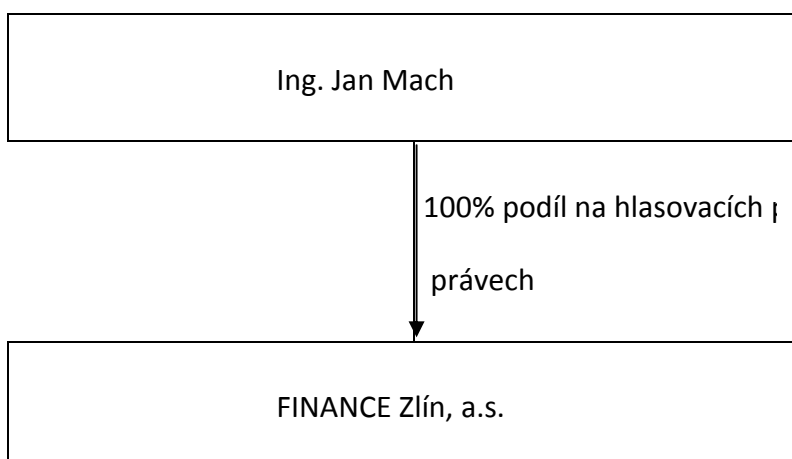 Ing. Jan Mach
100% podíl na hlasovacích
právech
FINANCE Zlín, a.s.